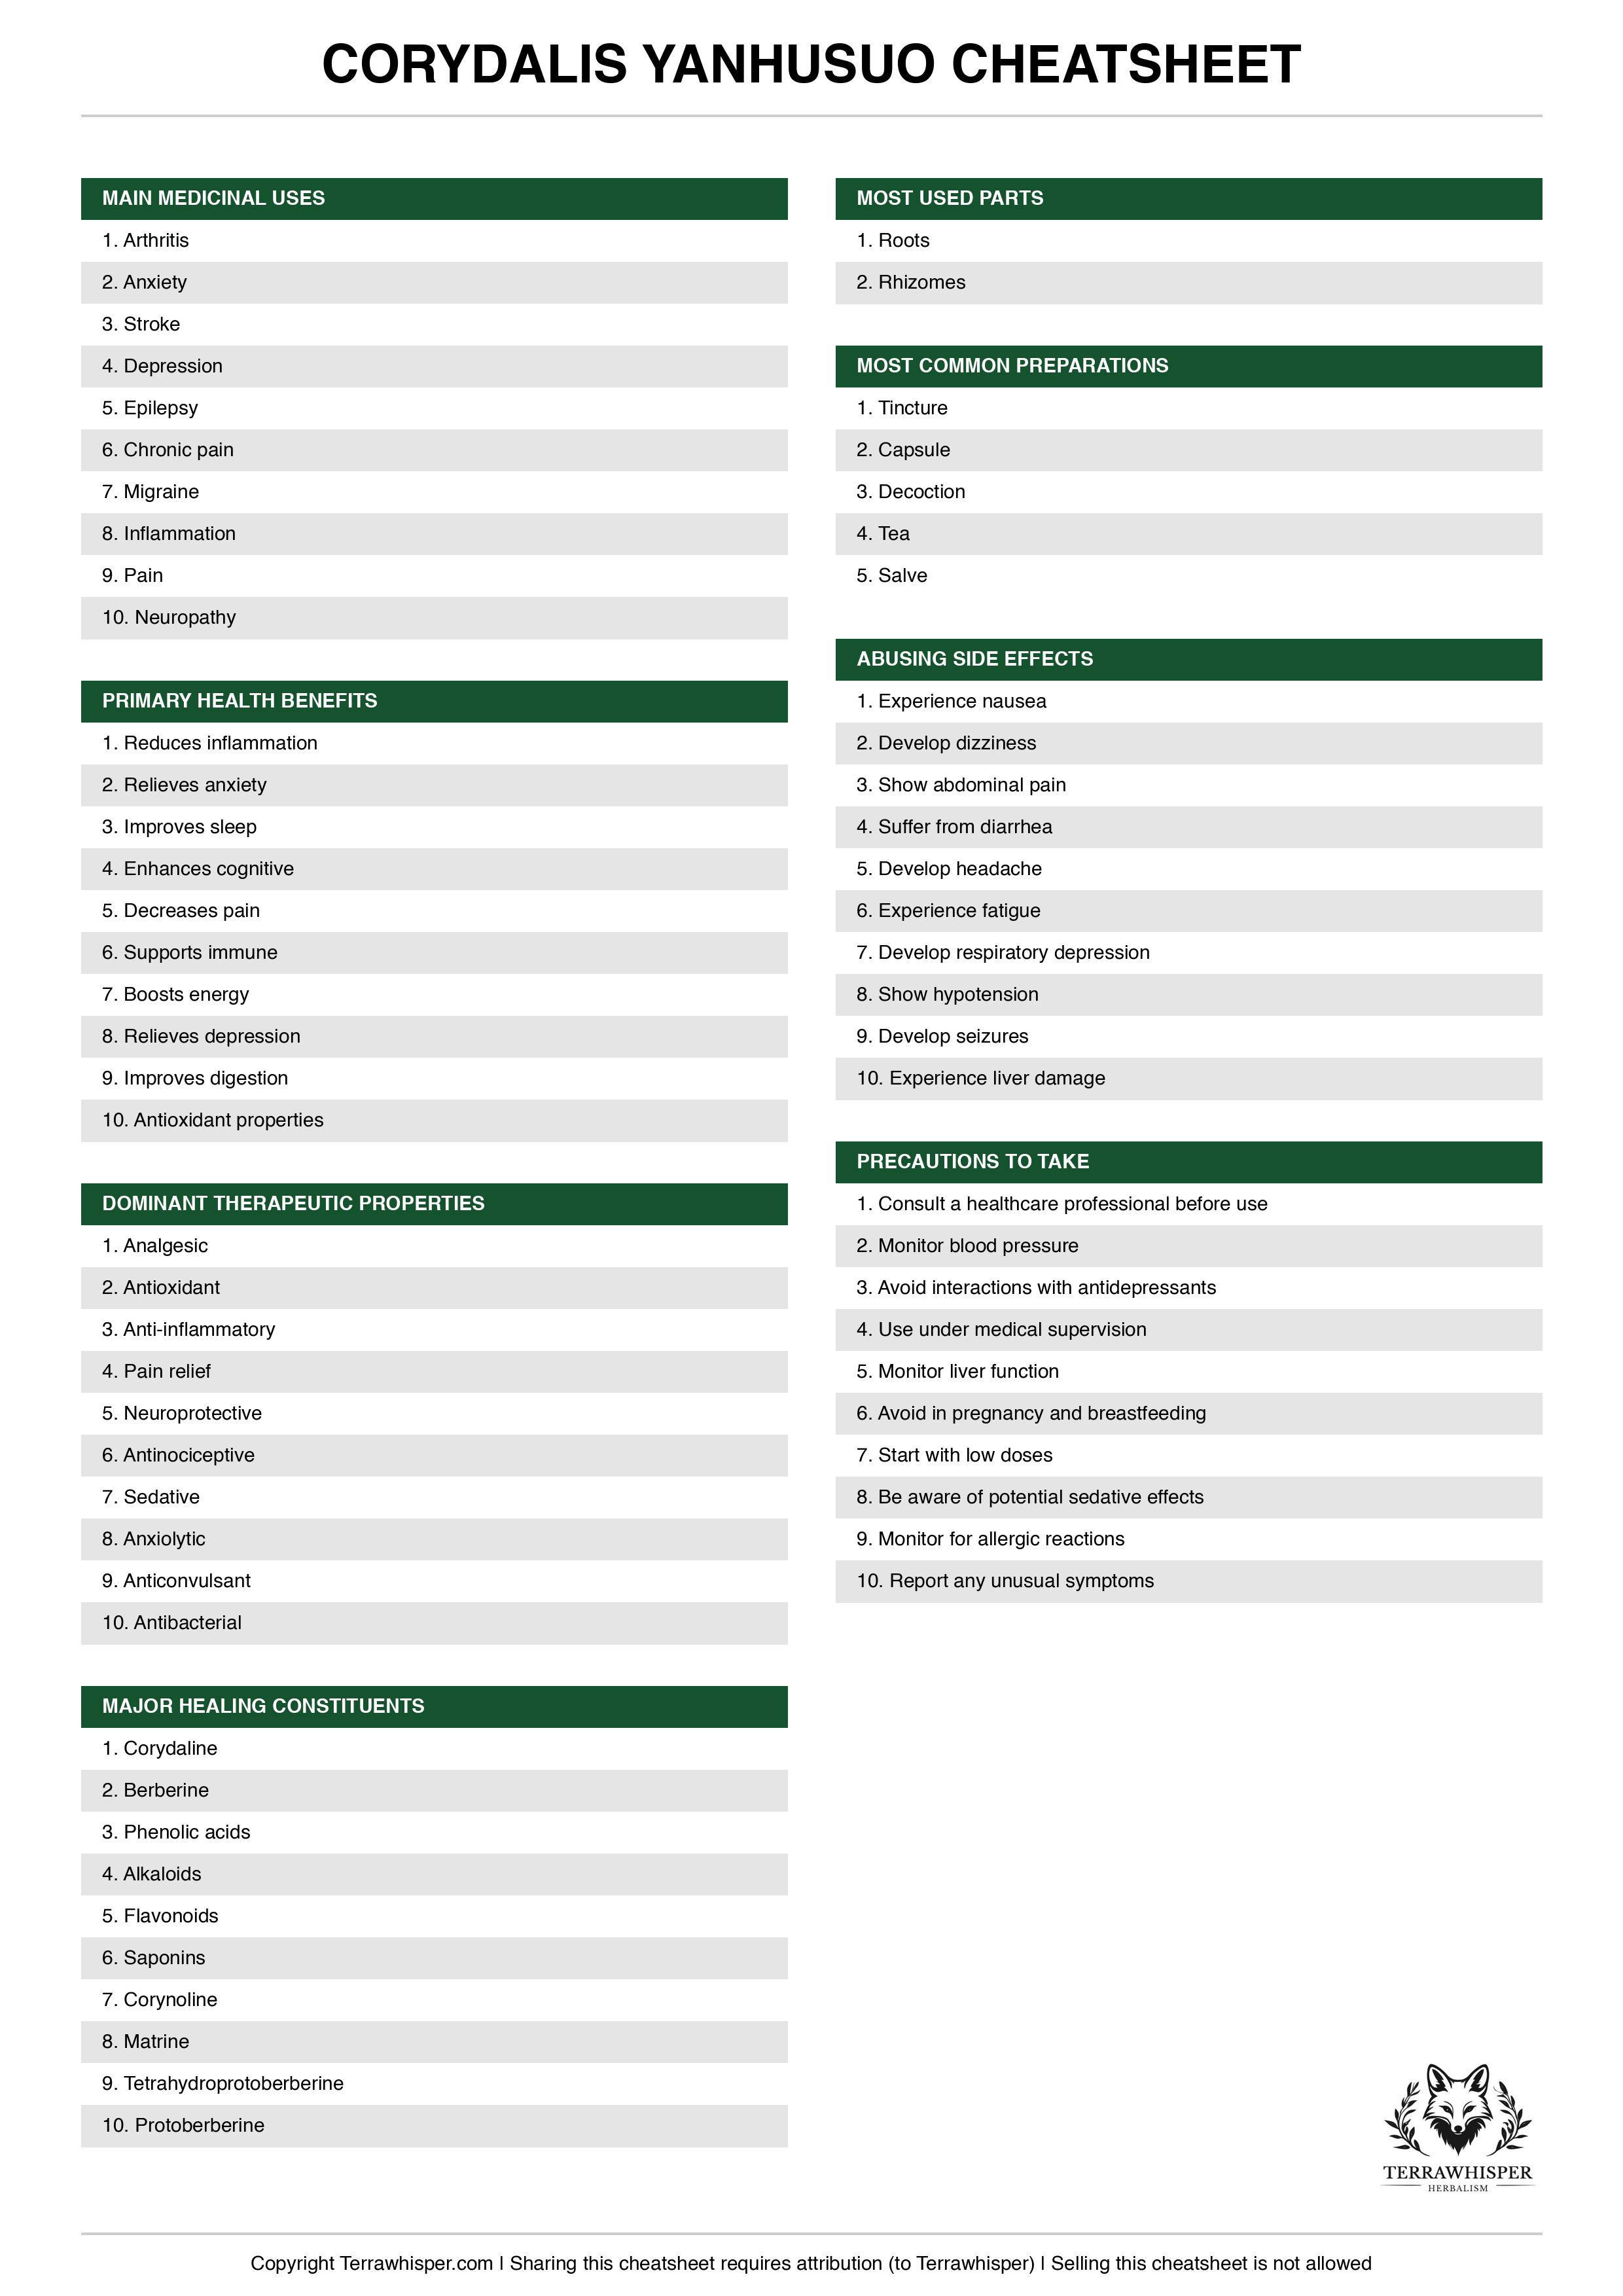 CORYDALIS YANHUSUO CHEATSHEET
MAIN MEDICINAL USES
1. Arthritis
2. Anxiety
3. Stroke
4. Depression
5. Epilepsy
6. Chronic pain
7. Migraine
8. Inflammation
9. Pain
10. Neuropathy
PRIMARY HEALTH BENEFITS
1. Reduces inflammation
2. Relieves anxiety
3. Improves sleep
4. Enhances cognitive
5. Decreases pain
6. Supports immune
7. Boosts energy
8. Relieves depression
9. Improves digestion
10. Antioxidant properties
DOMINANT THERAPEUTIC PROPERTIES
1. Analgesic
2. Antioxidant
3. Anti-inflammatory
4. Pain relief
5. Neuroprotective
6. Antinociceptive
7. Sedative
8. Anxiolytic
9. Anticonvulsant
10. Antibacterial
MAJOR HEALING CONSTITUENTS
1. Corydaline
2. Berberine
3. Phenolic acids
4. Alkaloids
5. Flavonoids
6. Saponins
7. Corynoline
8. Matrine
9. Tetrahydroprotoberberine
10. Protoberberine
MOST USED PARTS
1. Roots
2. Rhizomes
MOST COMMON PREPARATIONS
1. Tincture
2. Capsule
3. Decoction
4. Tea
5. Salve
ABUSING SIDE EFFECTS
1. Experience nausea
2. Develop dizziness
3. Show abdominal pain
4. Suffer from diarrhea
5. Develop headache
6. Experience fatigue
7. Develop respiratory depression
8. Show hypotension
9. Develop seizures
10. Experience liver damage
PRECAUTIONS TO TAKE
1. Consult a healthcare professional before use
2. Monitor blood pressure
3. Avoid interactions with antidepressants
4. Use under medical supervision
5. Monitor liver function
6. Avoid in pregnancy and breastfeeding
7. Start with low doses
8. Be aware of potential sedative effects
9. Monitor for allergic reactions
10. Report any unusual symptoms
TERRAWHISPER
HERBALISM
Copyright Terrawhisper.com | Sharing this cheatsheet requires attribution (to Terrawhisper) | Selling this cheatsheet is not allowed